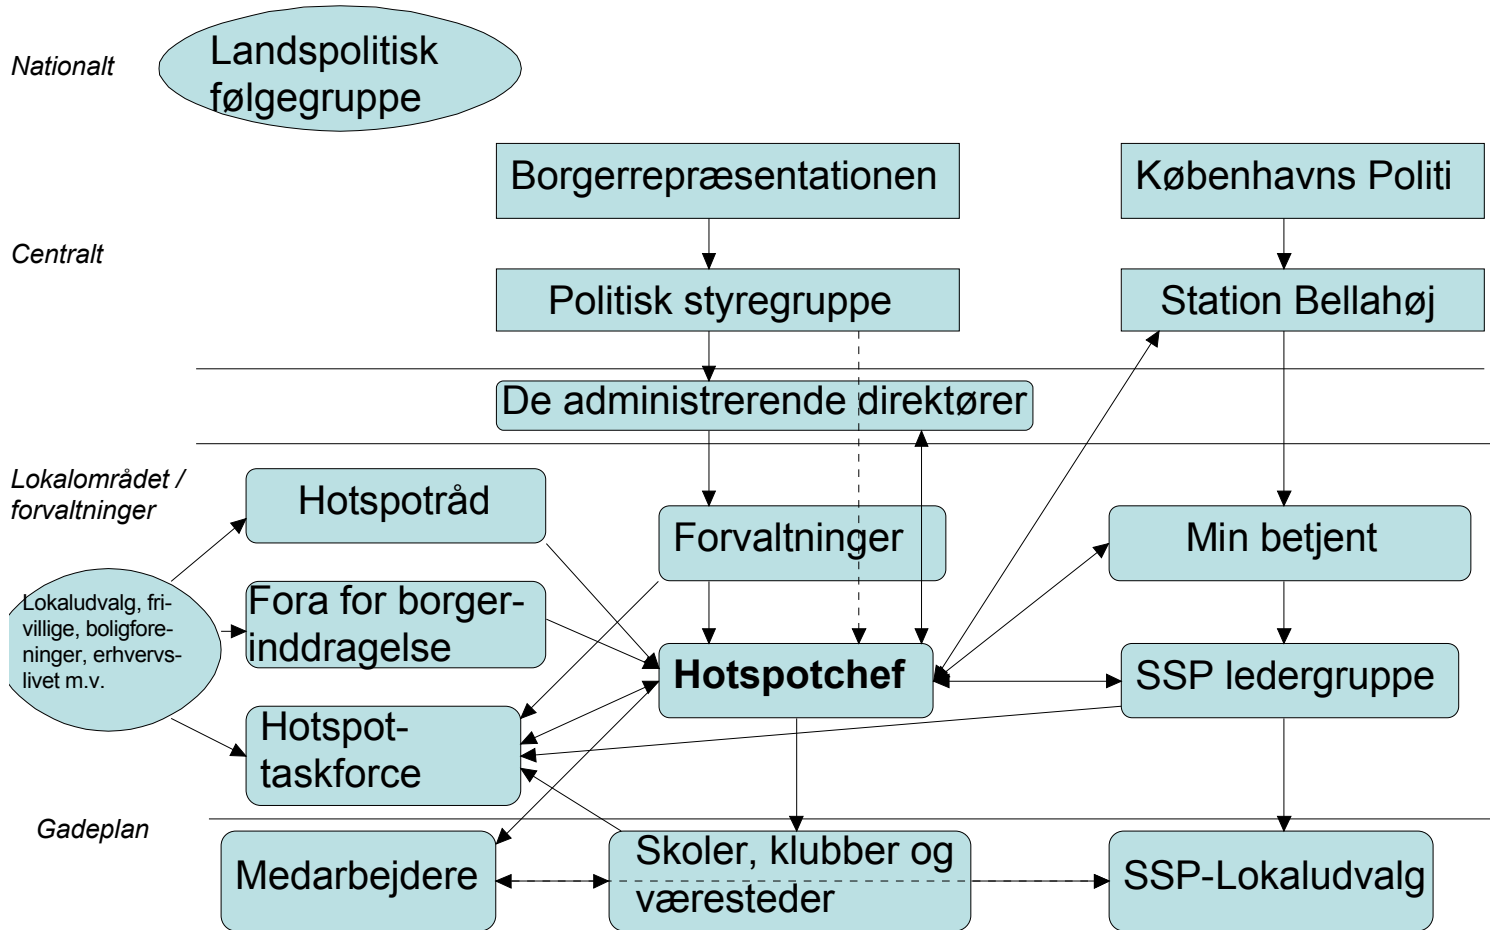 Nationalt
Landspolitisk
følgegruppe
Borgerrepræsentationen
Københavns Politi
Centralt
Politisk styregruppe
Station Bellahøj
De administrerende direktører
Lokalområdet /
forvaltninger
Hotspotråd
Forvaltninger
Min betjent
Lokaludvalg, fri-
villige, boligfore-
ninger, erhvervs-
livet m.v.
Fora for borger-
inddragelse
Hotspotchef
SSP ledergruppe
Hotspot-
taskforce
Gadeplan
Medarbejdere
Skoler, klubber og
væresteder
SSP-Lokaludvalg